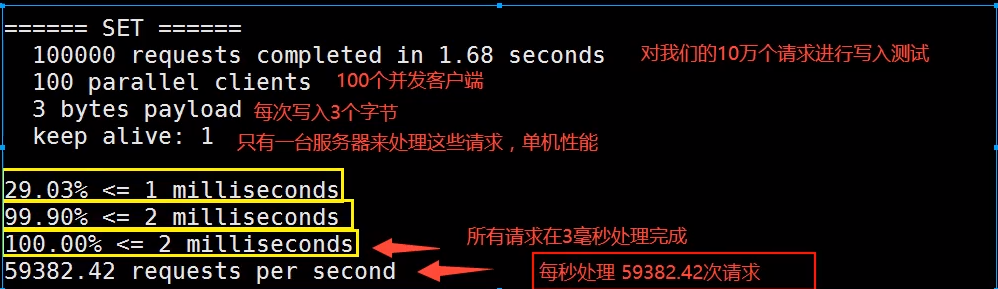 ====== SET ======
100000 requests completed in 1.68 seconds 对我们的10万个请求进行写入测试
100 parallel clients 100个并发客户端
3 bytes payload 每次写入3个字节
keep alive: 1 只有一台服务器来处理这些请求，单机性能
29.03% <= 1 milliseconds
99.90% <= 2 milliseconds
100.00% <= 2 milliseconds 所有请求在3毫秒处理完成
59382.42 requests per second 每秒处理 59382.42次请求